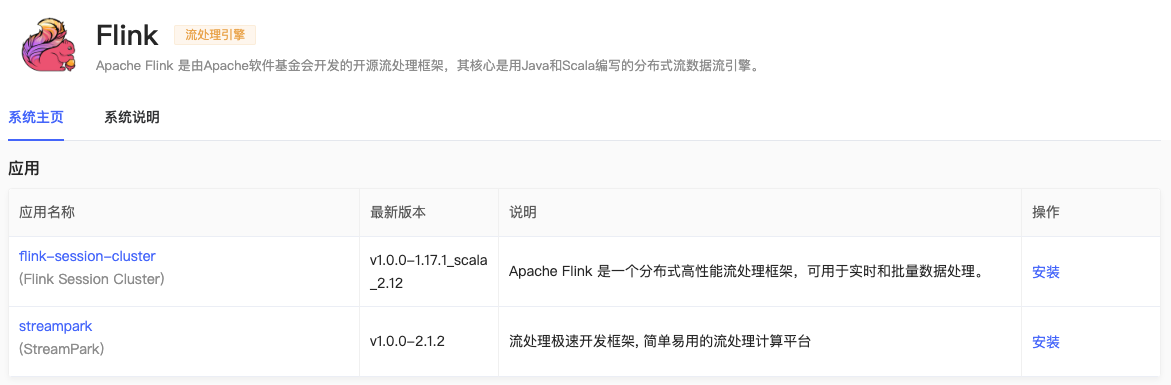 Flink 流处理引擎
Apache Flink 是由Apache软件基金会开发的开源流处理框架，其核心是用Java和Scala编写的分布式流数据流引擎。
系统主页 系统说明
应用
应用名称 最新版本 说明 操作
flink-session-cluster
(Flink Session Cluster)
v1.0.0-1.17.1_scala
_2.12
Apache Flink 是一个分布式高性能流处理框架，可用于实时和批量数据处理。
安装
streampark
(StreamPark)
v1.0.0-2.1.2
流处理极速开发框架, 简单易用的流处理计算平台
安装